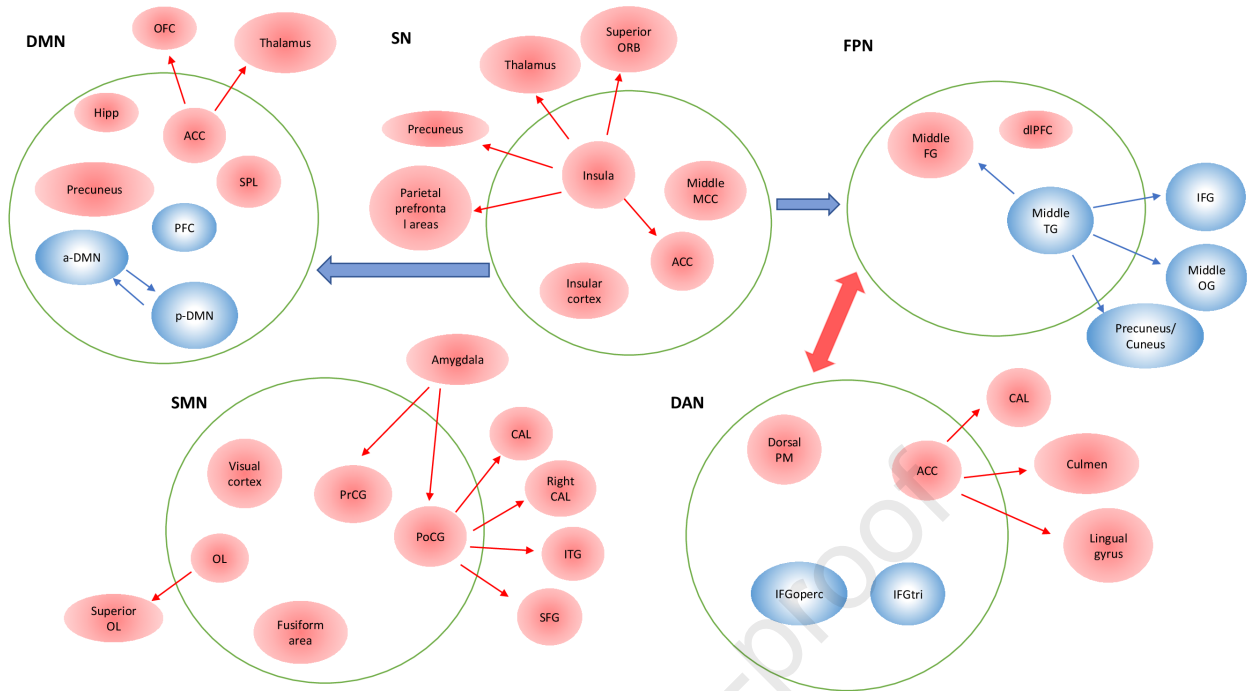 DMN
OFC
Thalamus
Hipp
ACC
Precuneus
SPL
PFC
a-DMN
p-DMN
SN
Superior
ORB
Thalamus
Precuneus
Insula
Parietal
prefronta
l areas
Middle
MCC
ACC
Insular
cortex
FPN
Middle
FG
dlPFC
Middle
TG
IFG
Middle
OG
Precuneus/
Cuneus
SMN
Amygdala
Visual
cortex
PrCG
CAL
Right
CAL
PoCG
ITG
OL
Superior
OL
SFG
Fusiform
area
DAN
CAL
Dorsal
PM
ACC
Culmen
Lingual
gyrus
IFGoperc
IFGtri
-proof